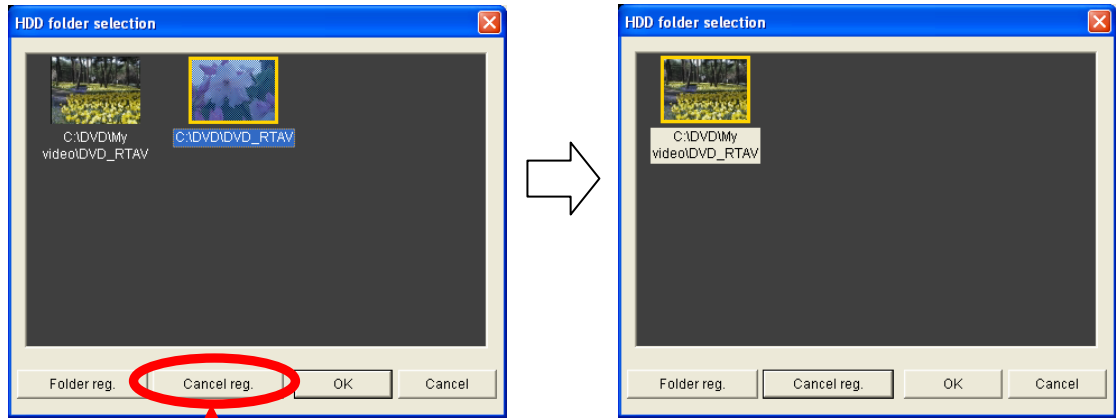 HDD folder selection
C:\DVD\My
video\DVD_RTAV
C:\DVD\DVD_RTAV
Folder reg.
Cancel reg.
OK
Cancel
HDD folder selection
C:\DVD\My
video\DVD_RTAV
Folder reg.
Cancel reg.
OK
Cancel